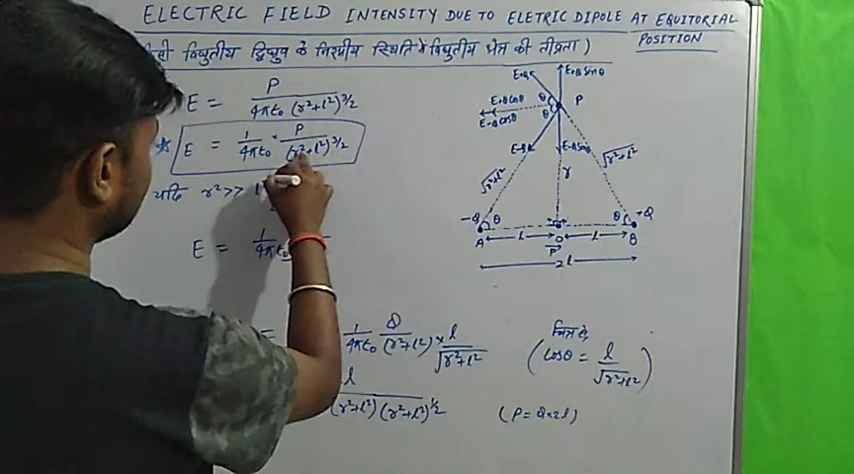 ELECTRIC FIELD INTENSITY DUE TO ELETRIC DIPOLE AT EQUITORIAL
POSITION
विद्युतीय द्विध्रुव के निरक्षीय स्थिति में विद्युतीय क्षेत्र की तीव्रता)
E = P / 4πε₀ (r²+l²)^3/2
* E = 1/4πε₀ × P / (r²+l²)^3/2
यदि r² >> l
E = 1/4πε₀
= 1/4πε₀ Q/(r²+l²) × l/√r²+l²
l / (r²+l²) (r²+l²)^1/2
चित्र से,
(cosθ = l/√r²+l²)
(P = Q×2l)
E+Q E+Q sinθ
E+Q cosθ θ P
E-Q cosθ θ
E-Q E-Q sinθ
√r²+l² r √r²+l²
-Q θ θ +Q
A l O l B
P
2l